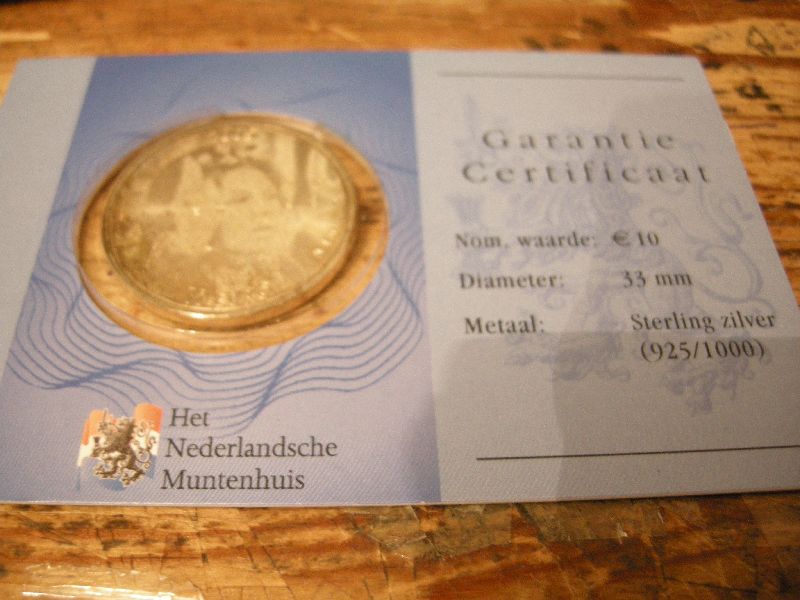 Garantie
Certificaat
Nom. waarde: € 10
Diameter: 33 mm
Metaal: Sterling zilver
(925/1000)
Het
Nederlandsche
Muntenhuis